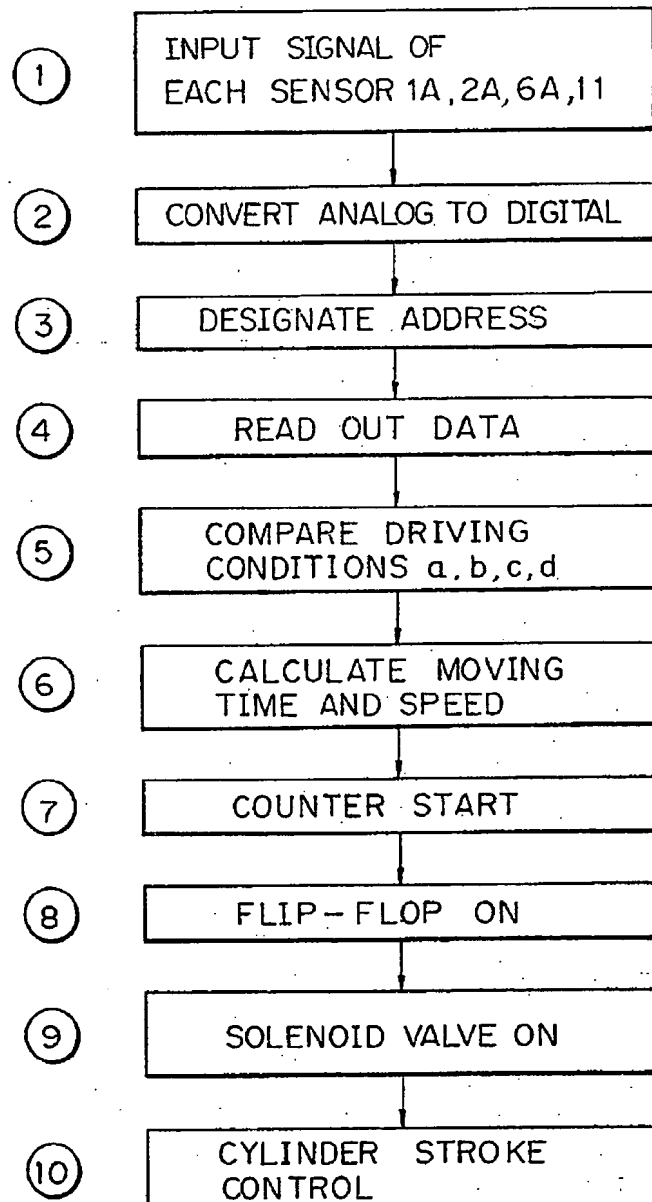 1
INPUT SIGNAL OF
EACH SENSOR 1A, 2A, 6A, 11
2
CONVERT ANALOG TO DIGITAL
3
DESIGNATE ADDRESS
4
READ OUT DATA
5
COMPARE DRIVING
CONDITIONS a, b, c, d
6
CALCULATE MOVING
TIME AND SPEED
7
COUNTER START
8
FLIP-FLOP ON
9
SOLENOID VALVE ON
10
CYLINDER STROKE
CONTROL